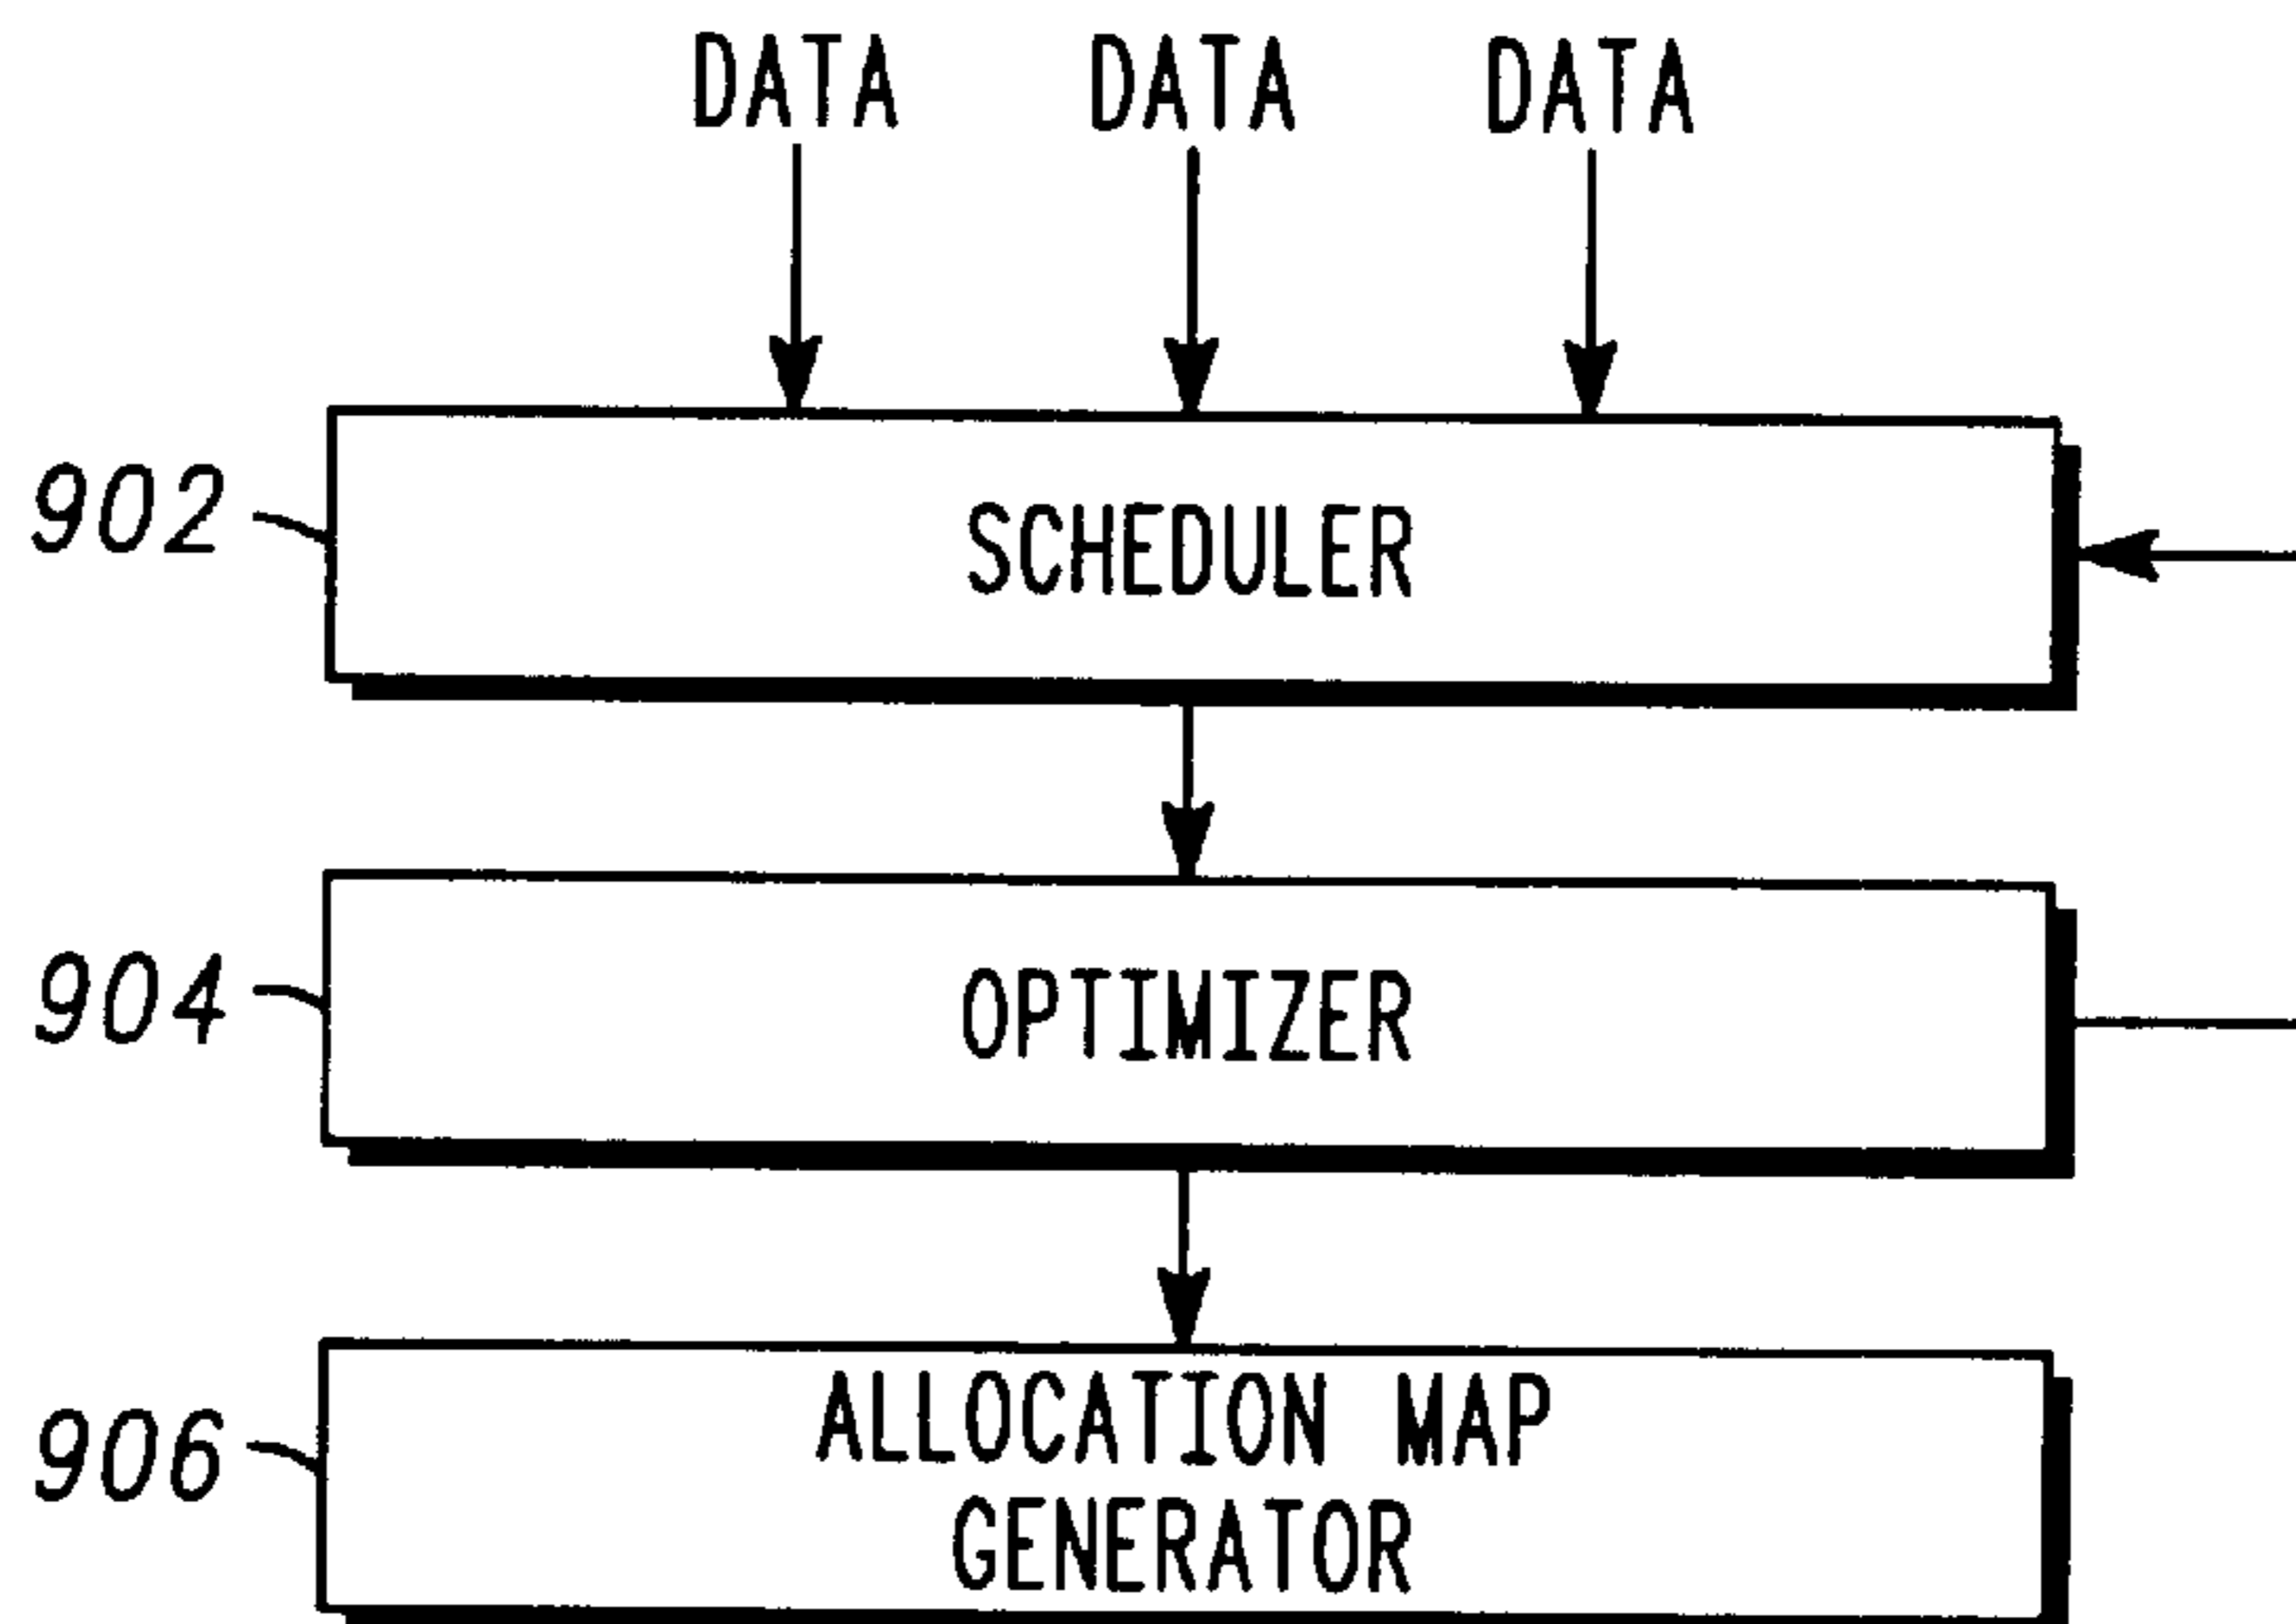 DATA DATA DATA
902
SCHEDULER
904
OPTIMIZER
906
ALLOCATION MAP
GENERATOR